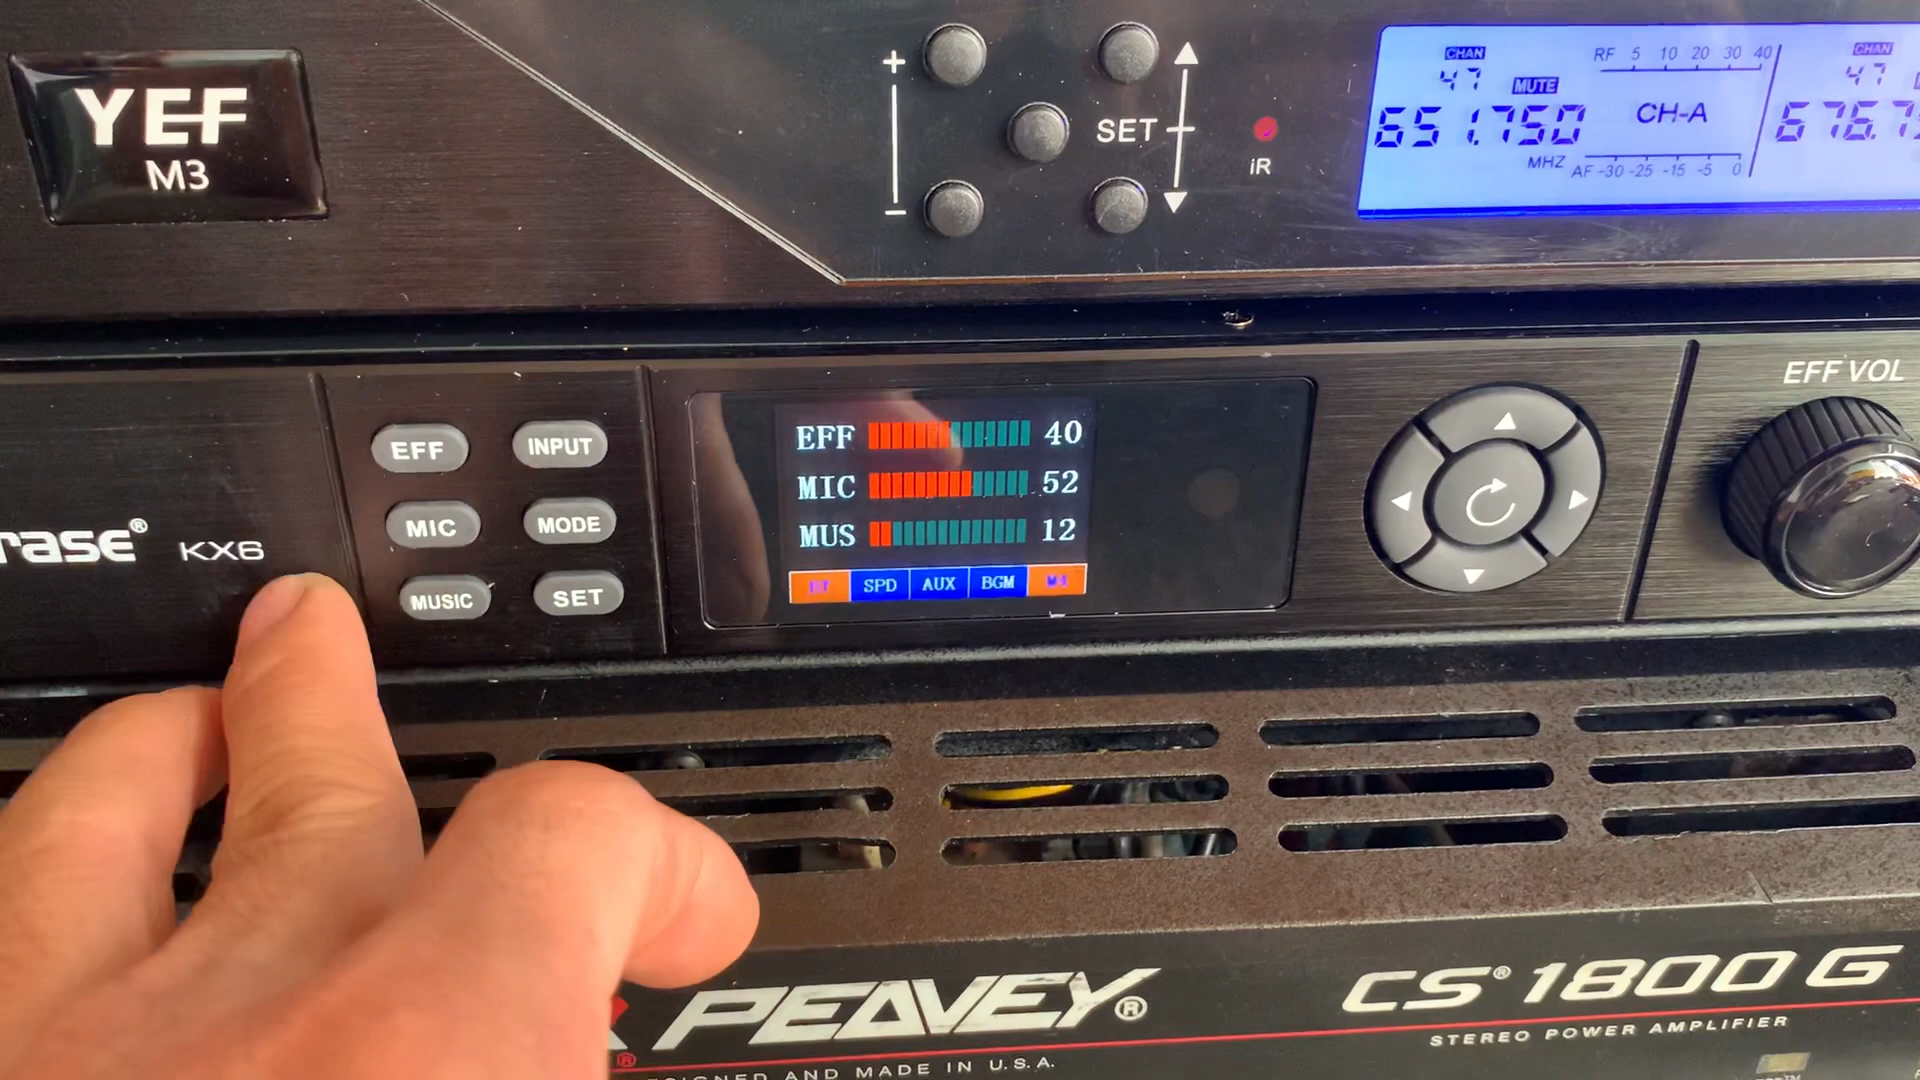 YEF
M3
+
SET
-
iR
CHAN
47
MUTE
651.750
MHZ
RF 5 10 20 30 40
CH-A
AF -30 -25 -15 -5 0
CHAN
47
676.7
rase® KX6
EFF
INPUT
MIC
MODE
MUSIC
SET
EFF 40
MIC 52
MUS 12
SPD AUX BGM
EFF VOL
PEAVEY®
AND MADE IN U.S.A.
CS® 1800 G
STEREO POWER AMPLIFIER